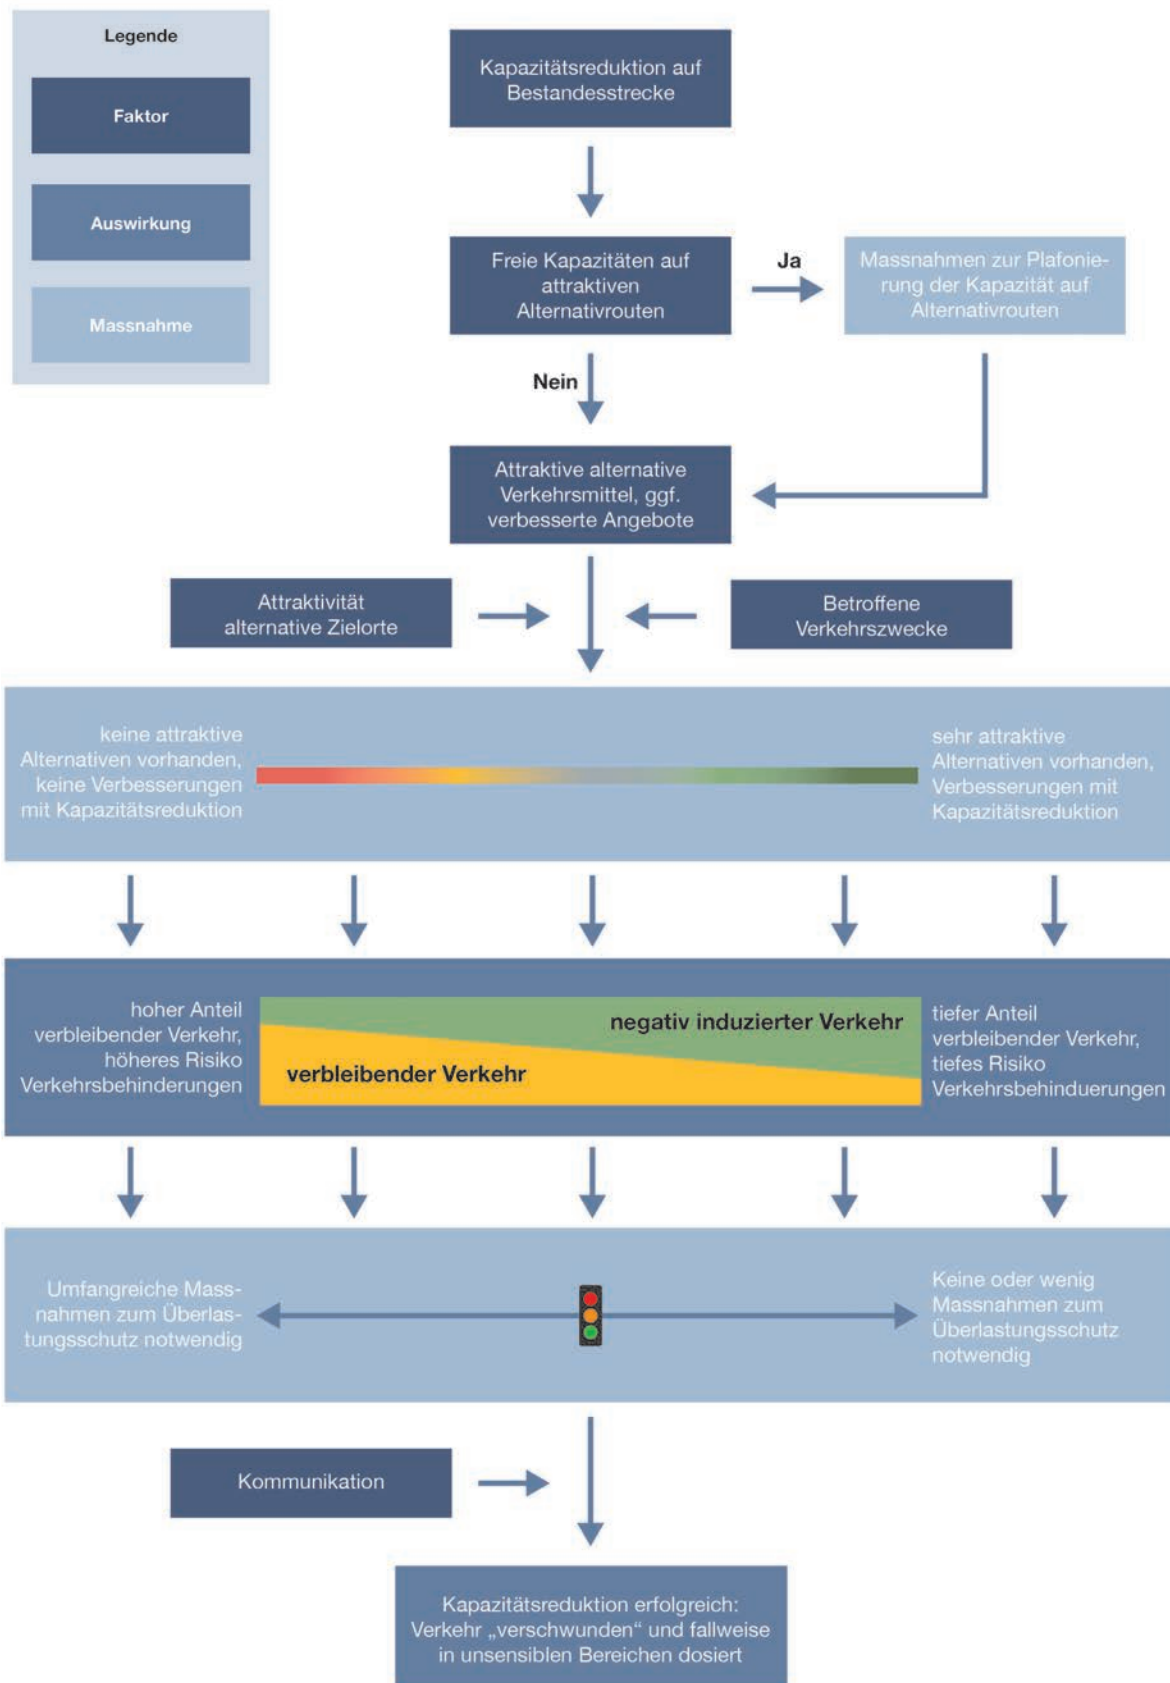 Legende
Faktor
Auswirkung
Massnahme
Kapazitätsreduktion auf
Bestandesstrecke
Freie Kapazitäten auf
attraktiven
Alternativrouten
Ja
Massnahmen zur Plafonie-
rung der Kapazität auf
Alternativrouten
Nein
Attraktive alternative
Verkehrsmittel, ggf.
verbesserte Angebote
Attraktivität
alternative Zielorte
Betroffene
Verkehrszwecke
keine attraktive
Alternativen vorhanden,
keine Verbesserungen
mit Kapazitätsreduktion
sehr attraktive
Alternativen vorhanden,
Verbesserungen mit
Kapazitätsreduktion
hoher Anteil
verbleibender Verkehr,
höheres Risiko
Verkehrsbehinderungen
negativ induzierter Verkehr
verbleibender Verkehr
tiefer Anteil
verbleibender Verkehr,
tiefes Risiko
Verkehrsbehinduerungen
Umfangreiche Mass-
nahmen zum Überlas-
tungsschutz notwendig
Keine oder wenig
Massnahmen zum
Überlastungsschutz
notwendig
Kommunikation
Kapazitätsreduktion erfolgreich:
Verkehr „verschwunden“ und fallweise
in unsensiblen Bereichen dosiert